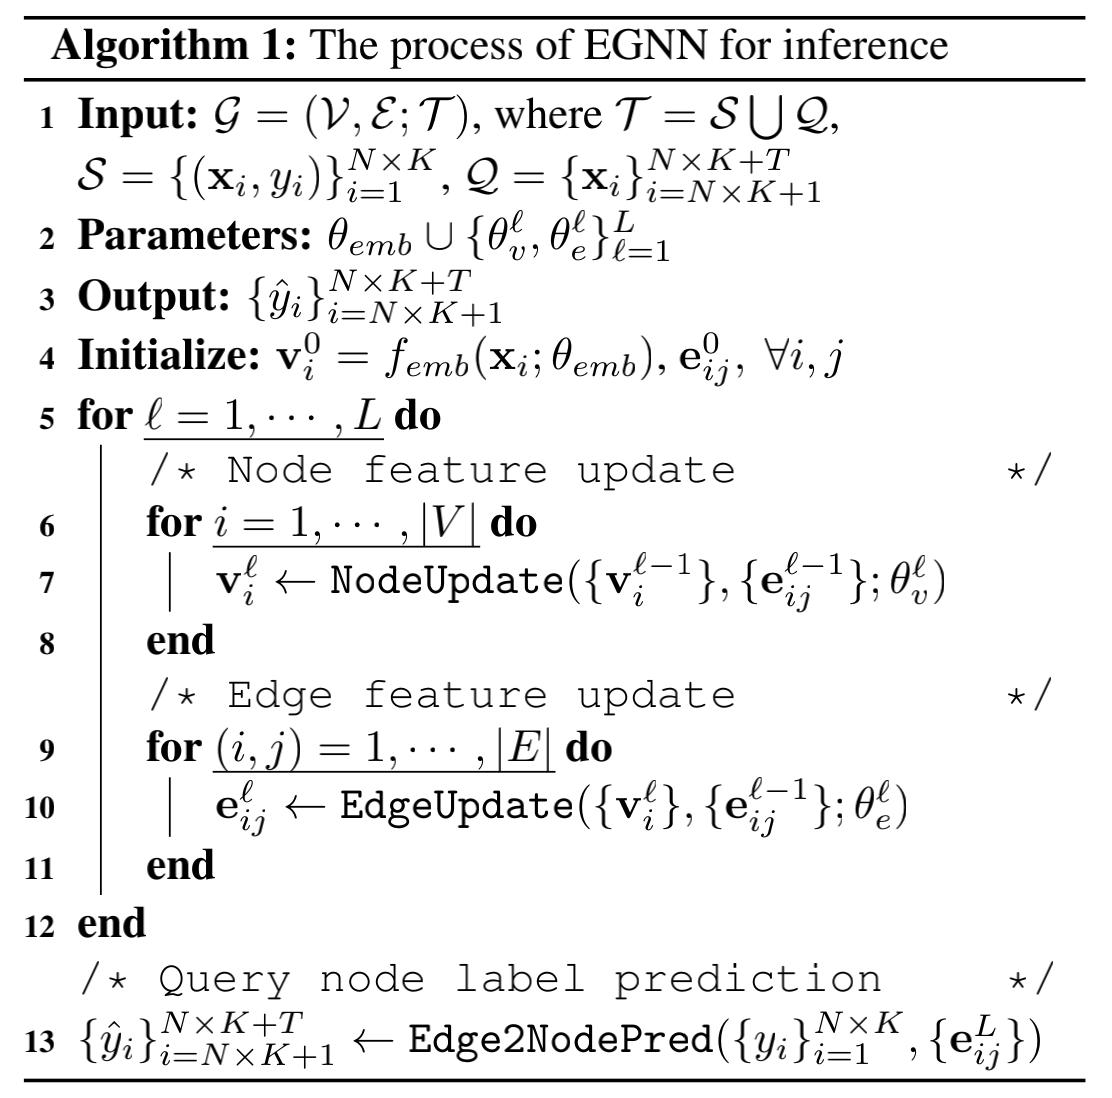 Algorithm 1: The process of EGNN for inference
1 Input: $\mathcal{G} = (\mathcal{V}, \mathcal{E}; \mathcal{T})$, where $\mathcal{T} = \mathcal{S} \bigcup \mathcal{Q}$,
$\mathcal{S} = \{(\mathbf{x}_i, y_i)\}_{i=1}^{N \times K}$, $\mathcal{Q} = \{\mathbf{x}_i\}_{i=N \times K+1}^{N \times K+T}$
2 Parameters: $\theta_{emb} \cup \{\theta_v^\ell, \theta_e^\ell\}_{\ell=1}^{L}$
3 Output: $\{\hat{y}_i\}_{i=N \times K+1}^{N \times K+T}$
4 Initialize: $\mathbf{v}_i^0 = f_{emb}(\mathbf{x}_i; \theta_{emb})$, $\mathbf{e}_{ij}^0$, $\forall i, j$
5 for $\ell = 1, \cdots, L$ do
/* Node feature update */
6 for $i = 1, \cdots, |V|$ do
7 $\mathbf{v}_i^\ell \leftarrow$ NodeUpdate$(\{\mathbf{v}_i^{\ell-1}\}, \{\mathbf{e}_{ij}^{\ell-1}\}; \theta_v^\ell)$
8 end
/* Edge feature update */
9 for $(i, j) = 1, \cdots, |E|$ do
10 $\mathbf{e}_{ij}^\ell \leftarrow$ EdgeUpdate$(\{\mathbf{v}_i^\ell\}, \{\mathbf{e}_{ij}^{\ell-1}\}; \theta_e^\ell)$
11 end
12 end
/* Query node label prediction */
13 $\{\hat{y}_i\}_{i=N \times K+1}^{N \times K+T} \leftarrow$ Edge2NodePred$(\{y_i\}_{i=1}^{N \times K}, \{\mathbf{e}_{ij}^L\})$